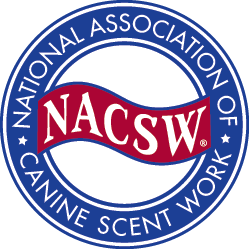 NATIONAL ASSOCIATION OF
NACSW®
CANINE SCENT WORK